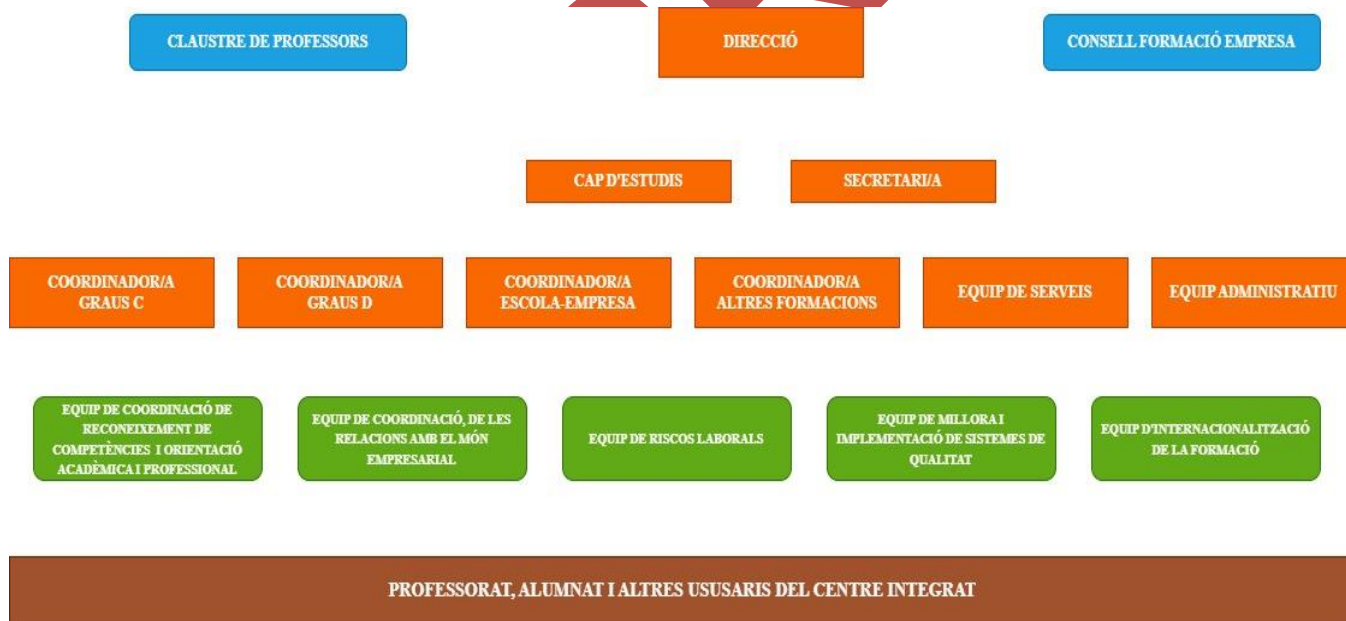 CLAUSTRE DE PROFESSORS
DIRECCIÓ
CONSELL FORMACIÓ EMPRESA
CAP D'ESTUDIS
SECRETARI/A
COORDINADOR/A
GRAUS C
COORDINADOR/A
GRAUS D
COORDINADOR/A
ESCOLA-EMPRESA
COORDINADOR/A
ALTRES FORMACIONS
EQUIP DE SERVEIS
EQUIP ADMINISTRATIU
EQUIP DE COORDINACIÓ DE
RECONEIXEMENT DE
COMPETÈNCIES I ORIENTACIÓ
ACADÈMICA I PROFESSIONAL
EQUIP DE COORDINACIÓ, DE LES
RELACIONS AMB EL MÓN
EMPRESARIAL
EQUIP DE RISCOS LABORALS
EQUIP DE MILLORA I
IMPLEMENTACIÓ DE SISTEMES DE
QUALITAT
EQUIP D'INTERNACIONALITZACIÓ
DE LA FORMACIÓ
PROFESSORAT, ALUMNAT I ALTRES USUSARIS DEL CENTRE INTEGRAT